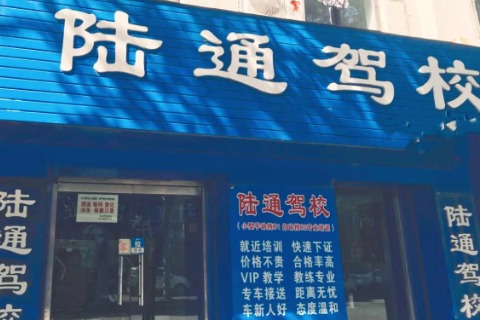 陆通驾校
陆通驾校
就近培训 快速下证
价格不贵 合格率高
VIP教学 教练专业
专车接送 距离无忧
车新人好 态度温和
陆通驾校
陆通驾校